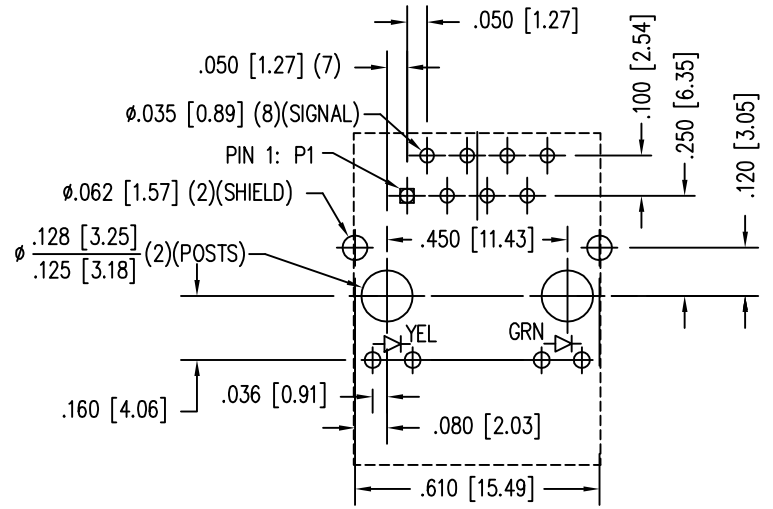 .050 [1.27]
.050 [1.27] (7)
ø.035 [0.89] (8)(SIGNAL)
PIN 1: P1
ø.062 [1.57] (2)(SHIELD)
ø .128 [3.25]
.125 [3.18] (2)(POSTS)
.100 [2.54]
.250 [6.35]
.120 [3.05]
.450 [11.43]
YEL
GRN
.036 [0.91]
.160 [4.06]
.080 [2.03]
.610 [15.49]